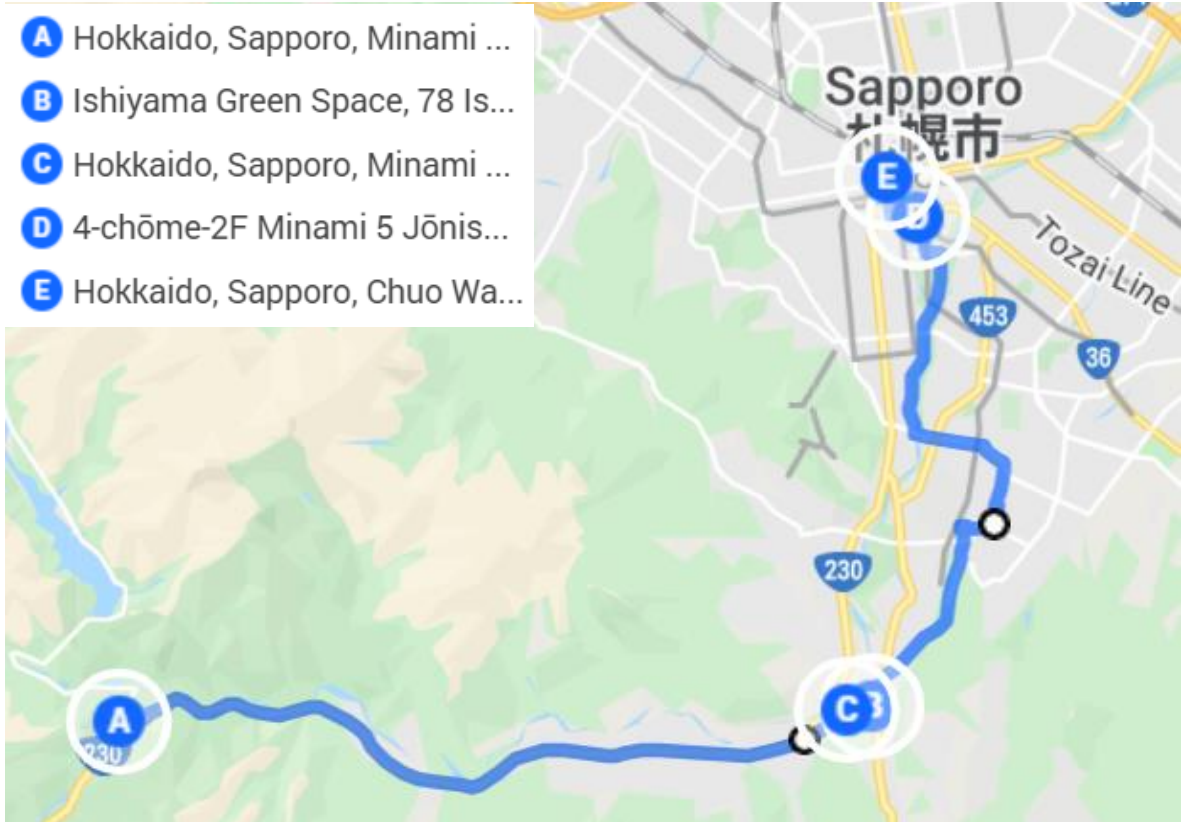 A Hokkaido, Sapporo, Minami ...
B Ishiyama Green Space, 78 Is...
C Hokkaido, Sapporo, Minami ...
D 4-chōme-2F Minami 5 Jōnis...
E Hokkaido, Sapporo, Chuo Wa...
Sapporo
札幌市
E
D
Tozai Line
453
36
230
A
C B
230